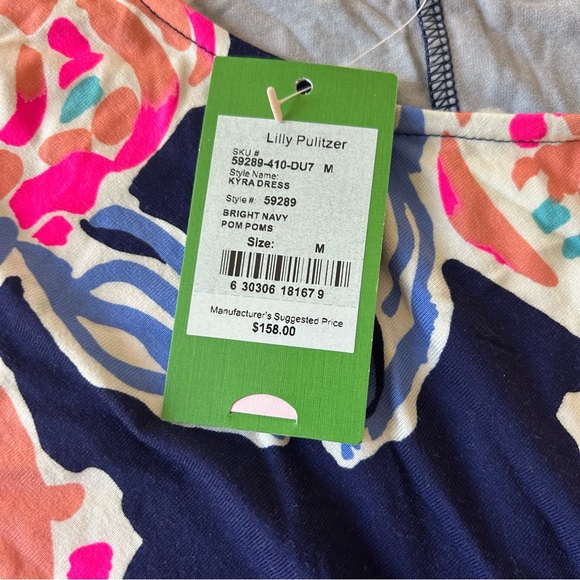 Lilly Pulitzer
SKU #
59289-410-DU7 M
Style Name:
KYRA DRESS
Style #: 59289
BRIGHT NAVY
POM POMS
Size: M
6 30306 18167 9
Manufacturer's Suggested Price
$158.00